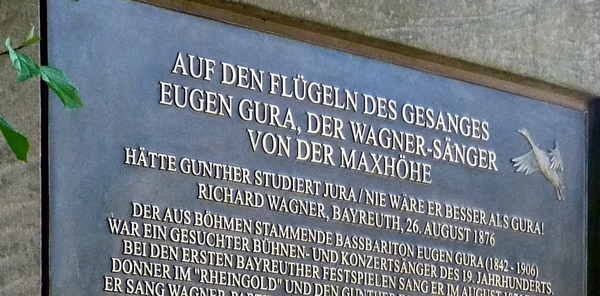 AUF DEN FLÜGELN DES GESANGES
EUGEN GURA, DER WAGNER-SÄNGER
VON DER MAXHÖHE
HÄTTE GUNTHER STUDIERT JURA / NIE WÄRE ER BESSER ALS GURA!
RICHARD WAGNER, BAYREUTH, 26. AUGUST 1876
DER AUS BÖHMEN STAMMENDE BASSBARITON EUGEN GURA (1842 - 1906)
WAR EIN GESUCHTER BÜHNEN- UND KONZERTSÄNGER DES 19. JAHRHUNDERTS.
BEI DEN ERSTEN BAYREUTHER FESTSPIELEN SANG ER IM AUGUST
DONNER IM "RHEINGOLD" UND DEN GUNTHER
ER SANG WAGNER